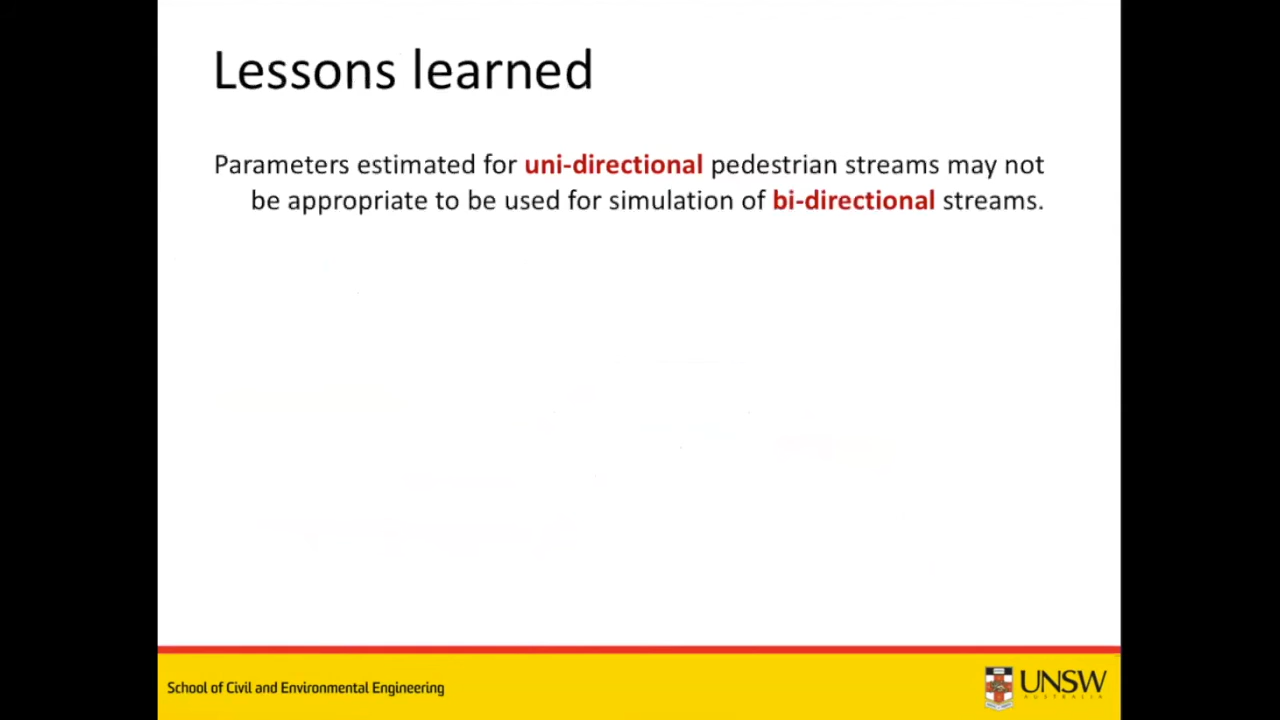 Lessons learned
Parameters estimated for uni-directional pedestrian streams may not
be appropriate to be used for simulation of bi-directional streams.
School of Civil and Environmental Engineering
UNSW
AUSTRALIA